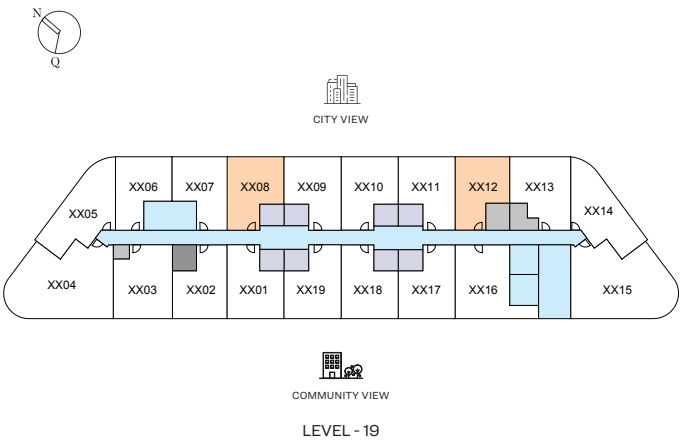 N
Q
CITY VIEW
XX06 XX07 XX08 XX09 XX10 XX11 XX12 XX13
XX05 XX14
XX04 XX03 XX02 XX01 XX19 XX18 XX17 XX16 XX15
COMMUNITY VIEW
LEVEL - 19